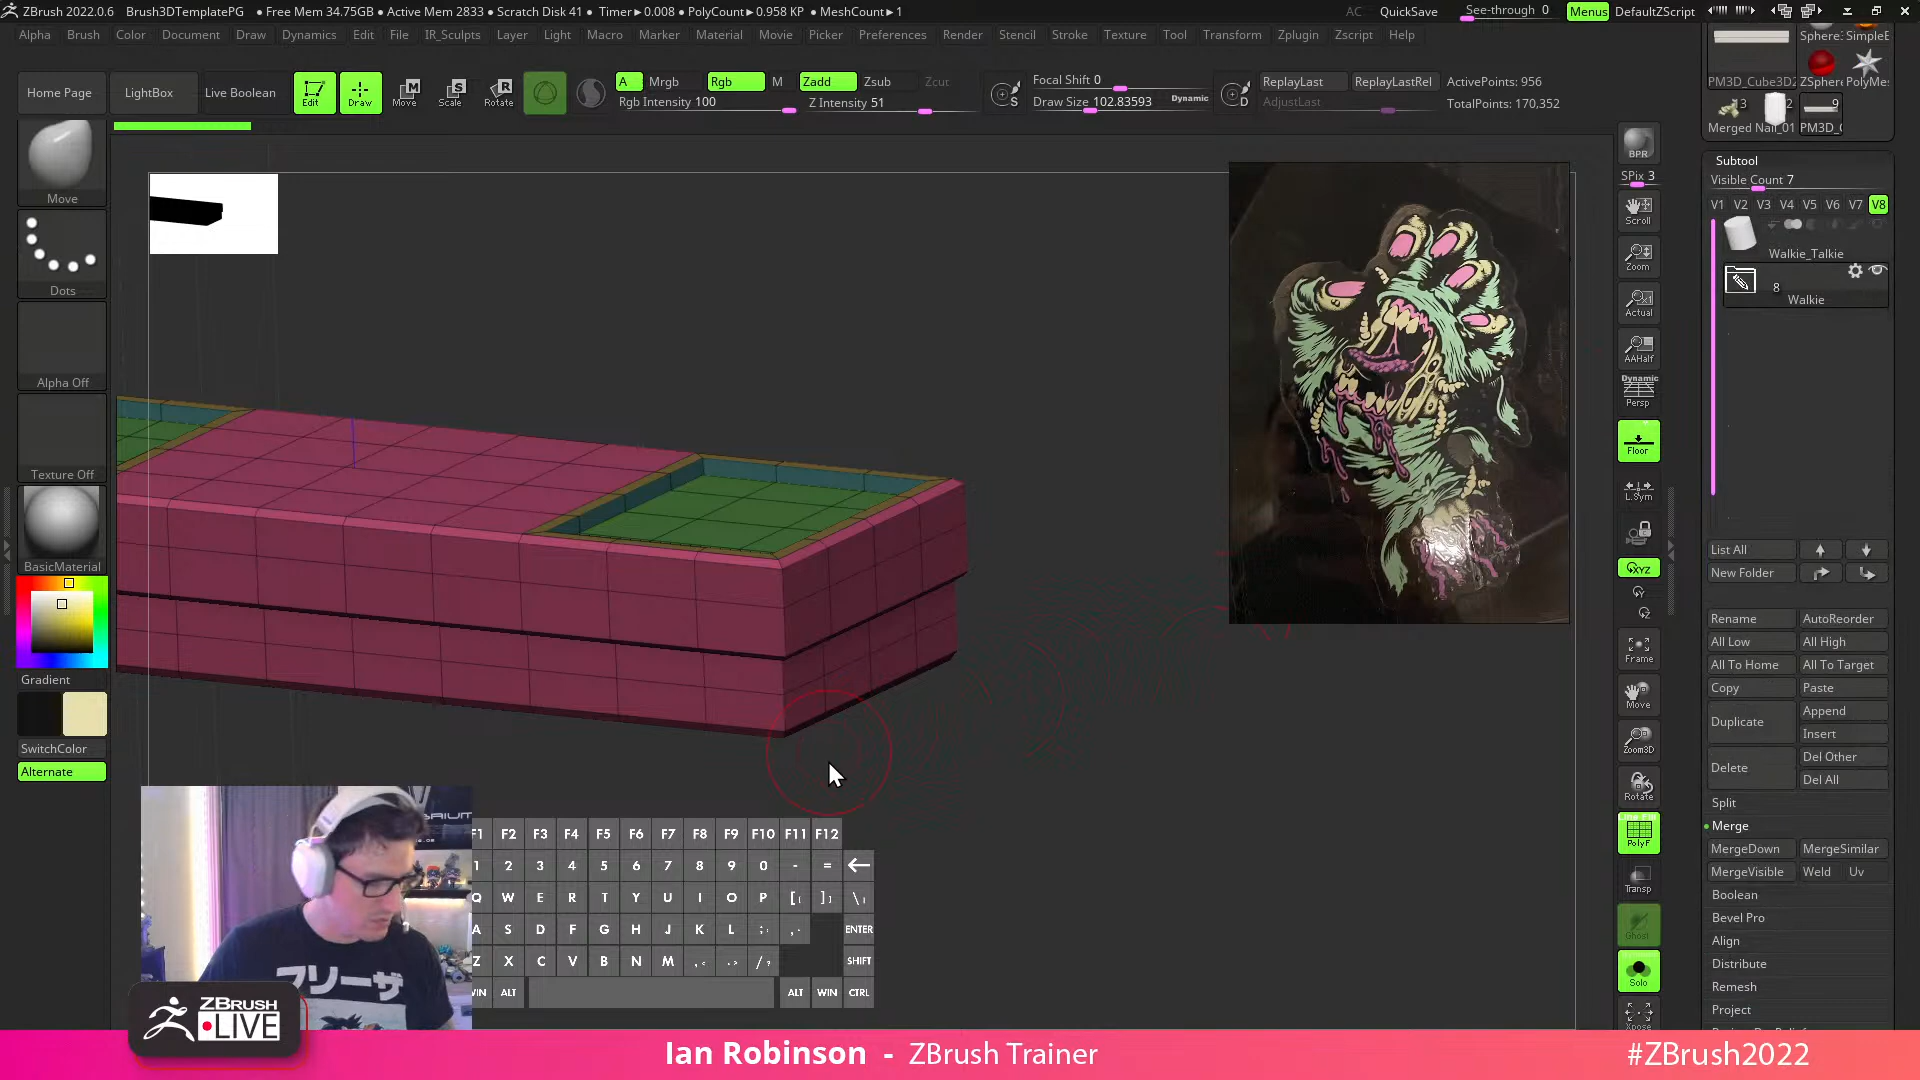 ZBrush 2022.0.6 Brush3DTemplatePG • Free Mem 34.75GB • Active Mem 2833 • Scratch Disk 41 • Timer▸0.008 • PolyCount▸0.958 KP • MeshCount▸1 AC QuickSave See-through 0 Menus DefaultZScript
Alpha Brush Color Document Draw Dynamics Edit File IR_Sculpts Layer Light Macro Marker Material Movie Picker Preferences Render Stencil Stroke Texture Tool Transform Zplugin Zscript Help
Home Page LightBox Live Boolean Edit Draw Move Scale Rotate
A Mrgb Rgb M Zadd Zsub Zcut
Rgb Intensity 100 Z Intensity 51
Focal Shift 0
Draw Size 102.83593 Dynamic
S D
ReplayLast ReplayLastRel
AdjustLast
ActivePoints: 956
TotalPoints: 170,352
Move
Dots
Alpha Off
Texture Off
BasicMaterial
Gradient
SwitchColor
Alternate
BPR
SPix 3
Scroll
Zoom
Actual
AAHalf
Dynamic
Persp
Floor
L.Sym
XYZ
Frame
Move
Zoom3D
Rotate
PolyF
Transp
Ghost
Solo
Xpose
PM3D_Cube3D2
ZSphere PolyMes
13 2 9
Merged Nail_01 PM3D_C
Subtool
Visible Count 7
V1 V2 V3 V4 V5 V6 V7 V8
Walkie_Talkie
8
Walkie
List All
New Folder
Rename AutoReorder
All Low All High
All To Home All To Target
Copy Paste
Duplicate Append
Insert
Delete Del Other
Del All
Split
Merge
MergeDown MergeSimilar
MergeVisible Weld Uv
Boolean
Bevel Pro
Align
Distribute
Remesh
Project
F1 F2 F3 F4 F5 F6 F7 F8 F9 F10 F11 F12
1 2 3 4 5 6 7 8 9 0 - =
Q W E R T Y U I O P [ ] \
A S D F G H J K L ; ENTER
Z X C V B N M , . / SHIFT
WIN ALT ALT WIN CTRL
フリーザ
ZBRUSH
LIVE
Ian Robinson - ZBrush Trainer
#ZBrush2022